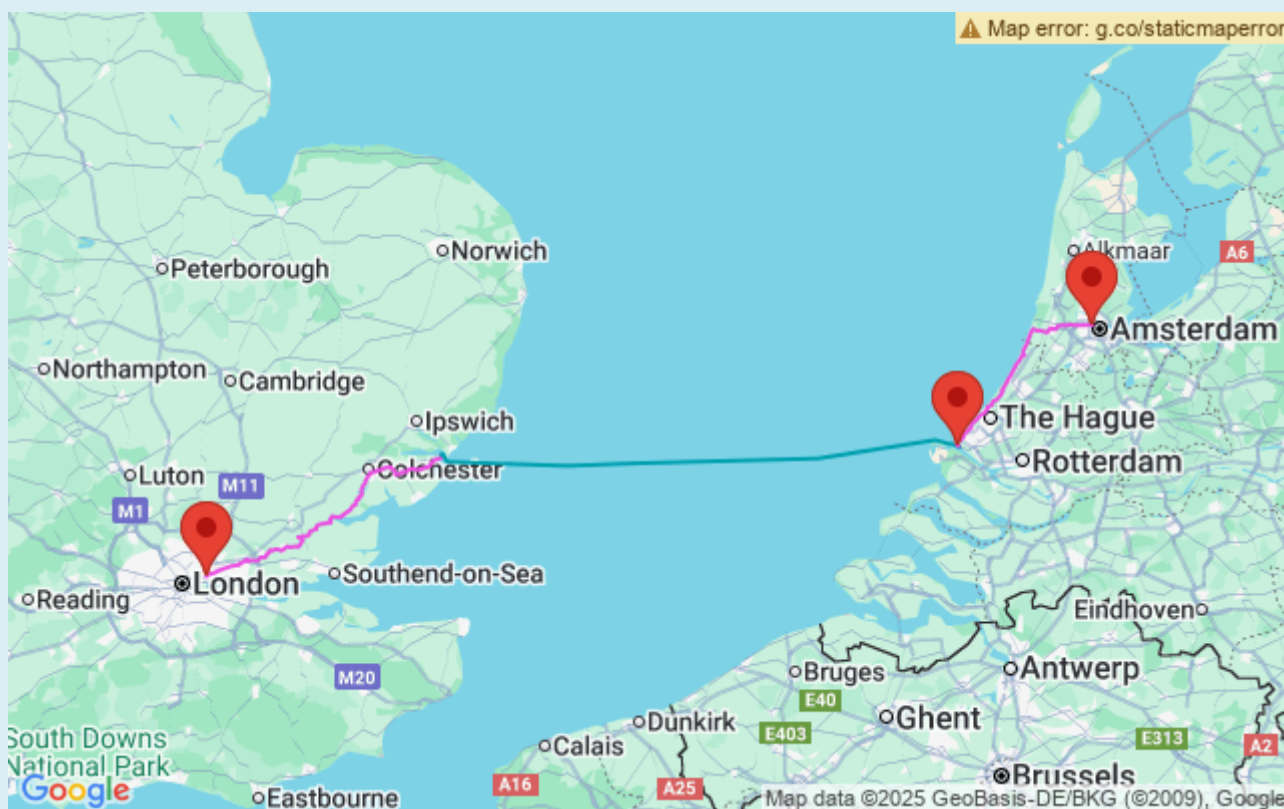 Map error: g.co/staticmaperror
Norwich
Alkmaar
A6
Peterborough
Amsterdam
Northampton
Cambridge
Ipswich
The Hague
Colchester
Rotterdam
Luton
M11
M1
London
Southend-on-Sea
Reading
Eindhoven
M20
Bruges
Antwerp
E40
Ghent
Dunkirk
E403
E313
A2
South Downs
National Park
Calais
Brussels
A16
A25
Google
Eastbourne
Map data ©2025 GeoBasis-DE/BKG (©2009), Google